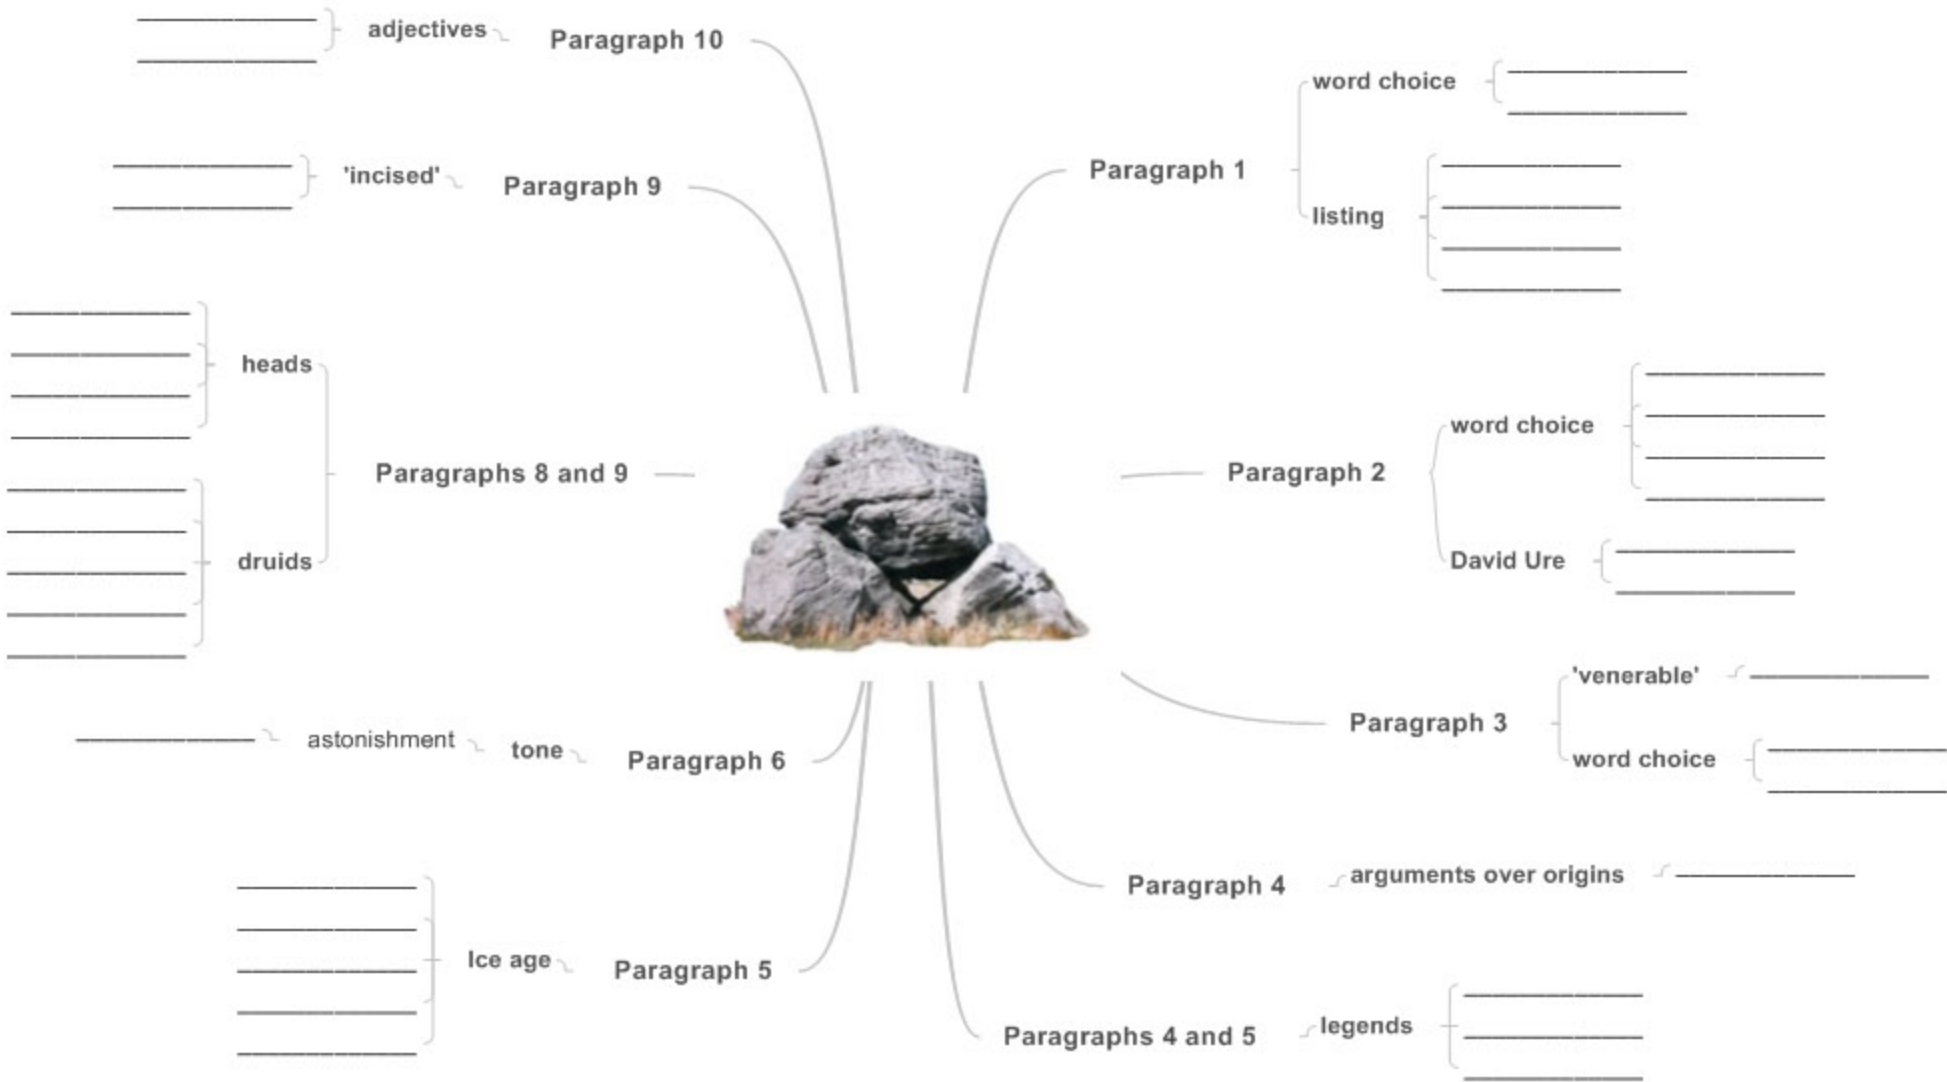 Paragraph 10
adjectives
Paragraph 1
word choice
listing
Paragraph 9
'incised'
Paragraph 2
word choice
David Ure
Paragraphs 8 and 9
heads
druids
Paragraph 3
'venerable'
word choice
Paragraph 6
tone
astonishment
Paragraph 4
arguments over origins
Paragraph 5
Ice age
Paragraphs 4 and 5
legends